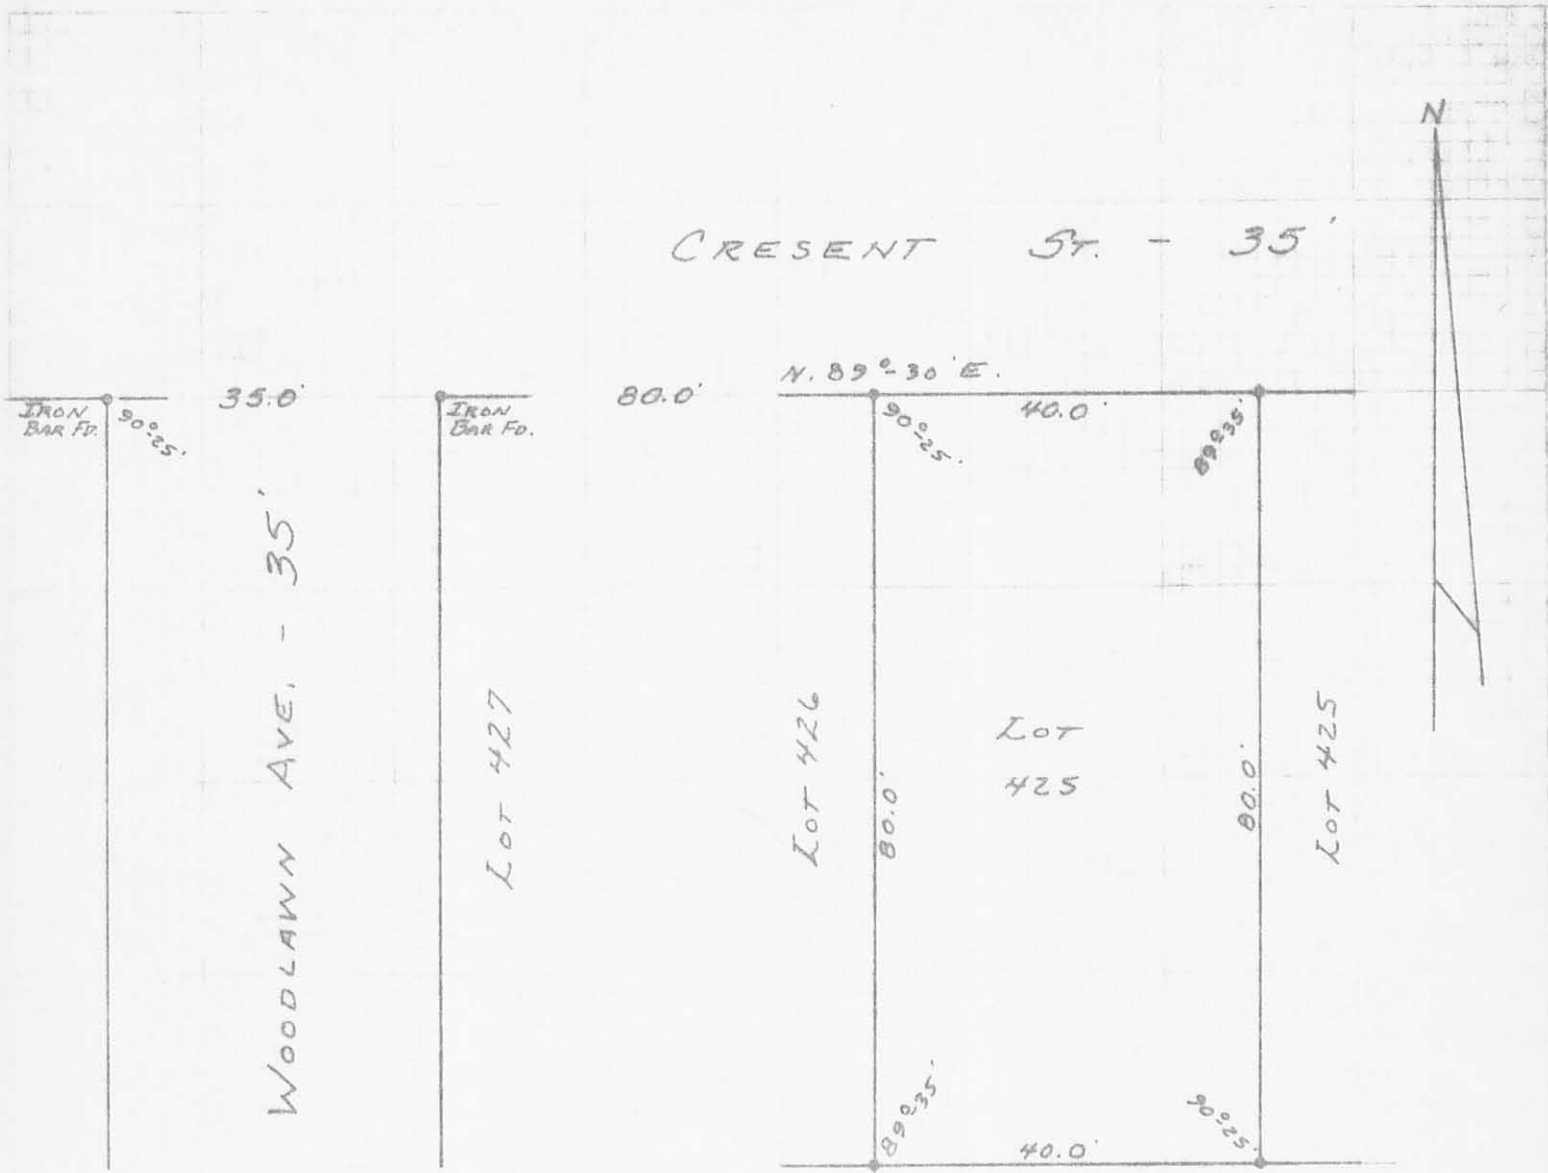 N
CRESENT ST. - 35'
N. 89°-30' E.
35.0'
80.0'
40.0'
IRON
BAR FD.
90°-25'
IRON
BAR FD.
90°-25'
89°35'
WOODLAWN AVE. - 35'
LOT 427
LOT 426
80.0'
LOT
425
80.0'
LOT 425
89°35'
90°-25'
40.0'